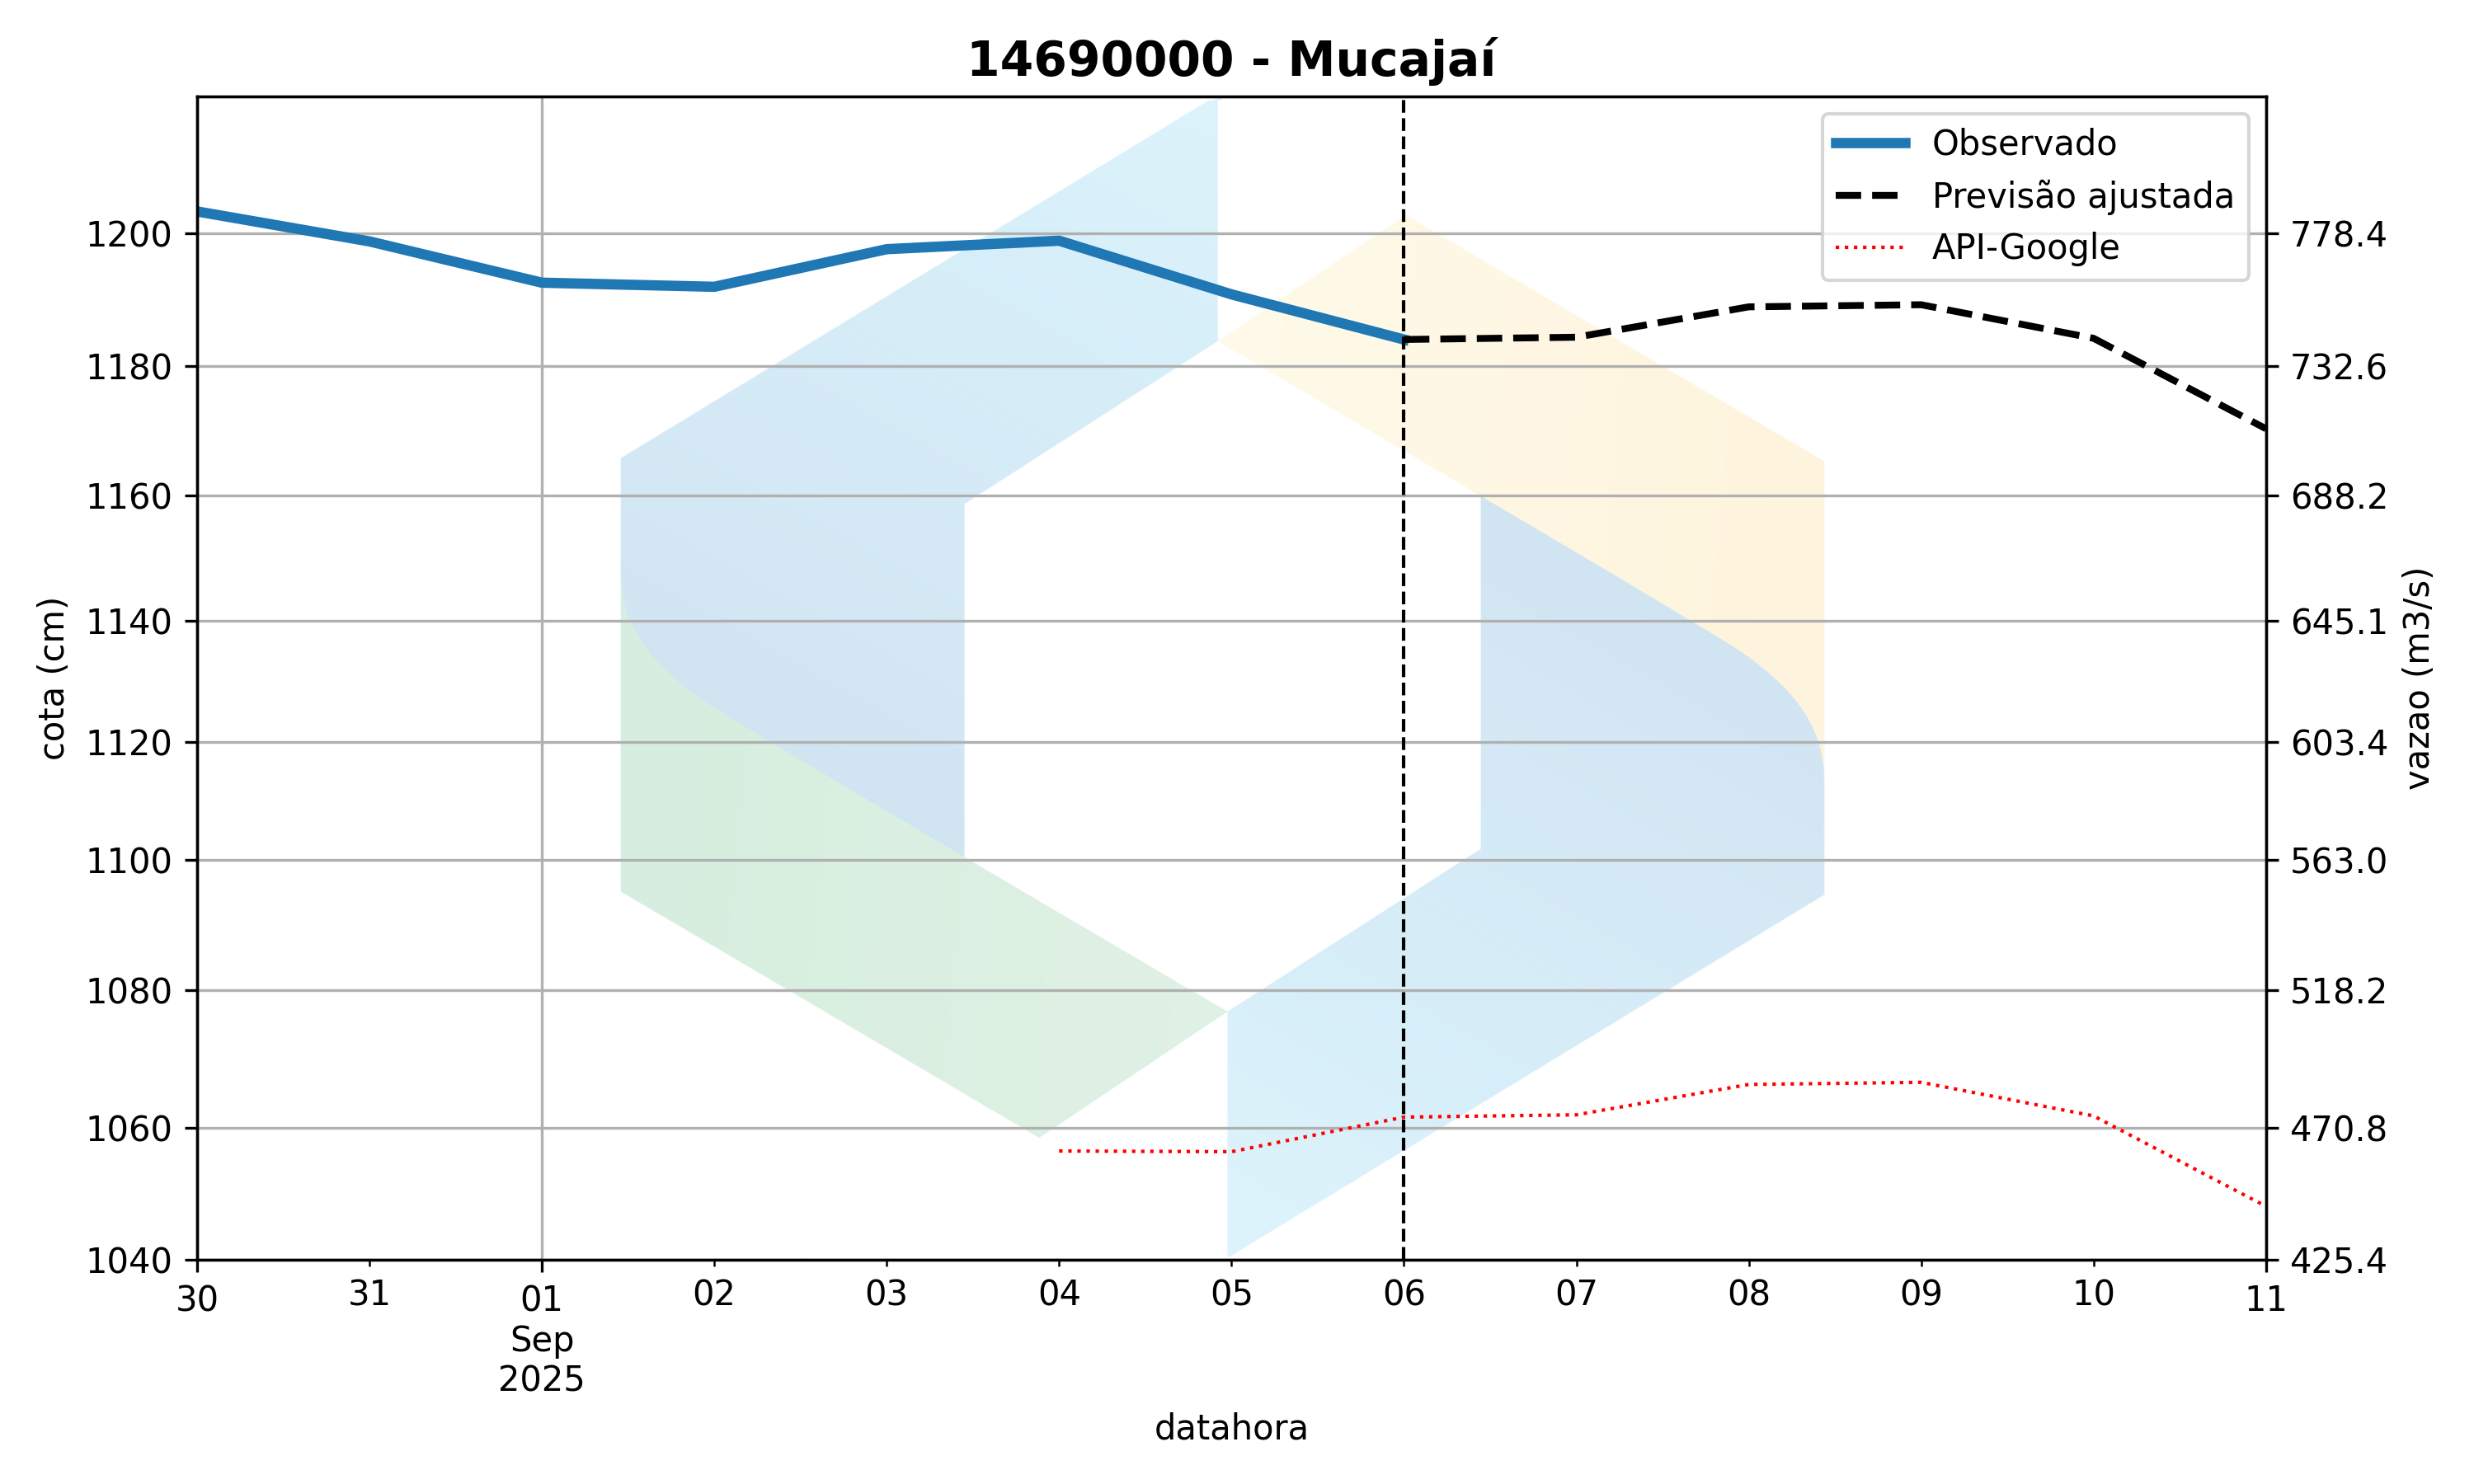 14690000 - Mucajaí
Observado
Previsão ajustada
API-Google
1200
1180
1160
1140
1120
1100
1080
1060
1040
cota (cm)
778.4
732.6
688.2
645.1
603.4
563.0
518.2
470.8
425.4
vazao (m3/s)
30 31 01 02 03 04 05 06 07 08 09 10 11
Sep
2025
datahora